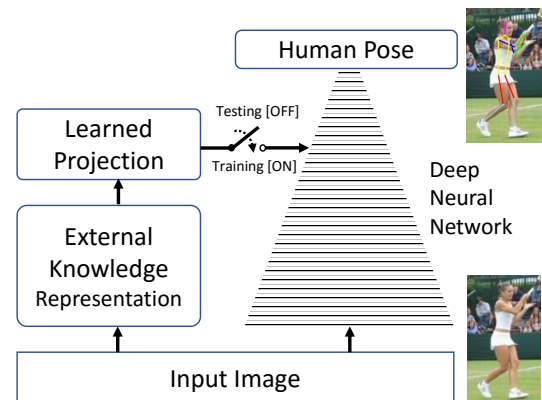 Human Pose
Testing [OFF]
Training [ON]
Learned
Projection
Deep
Neural
Network
External
Knowledge
Representation
Input Image